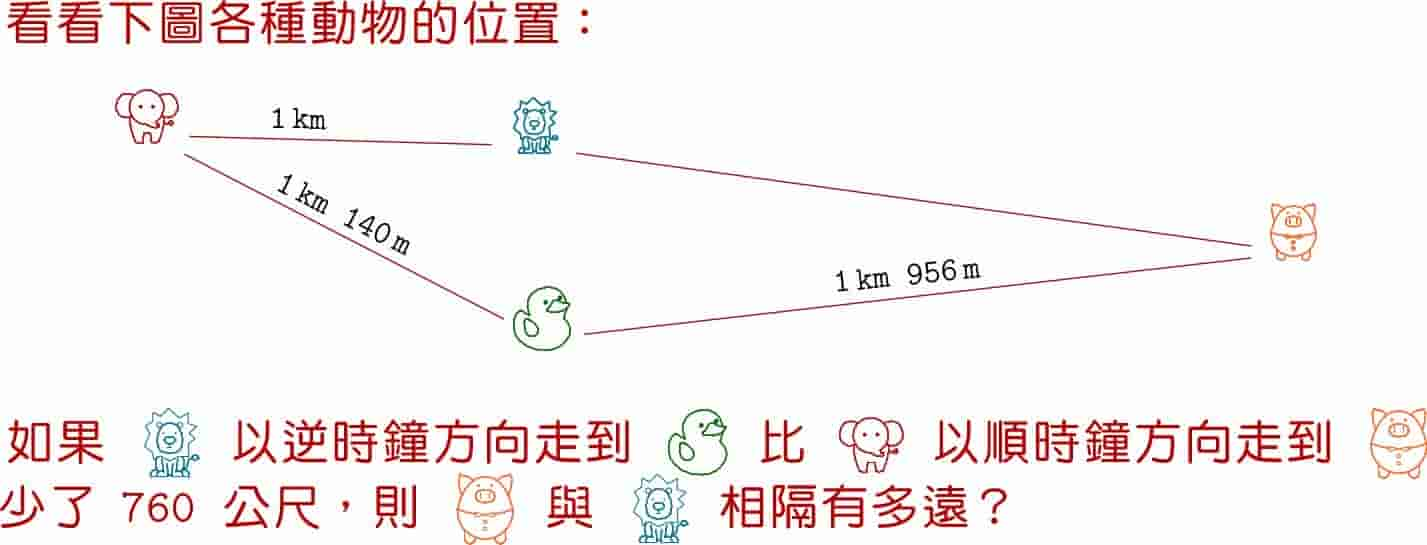 看看下圖各種動物的位置：
1 km
1 km 140 m
1 km 956 m
如果 以逆時鐘方向走到 比 以順時鐘方向走到
少了 760 公尺，則 與 相隔有多遠？